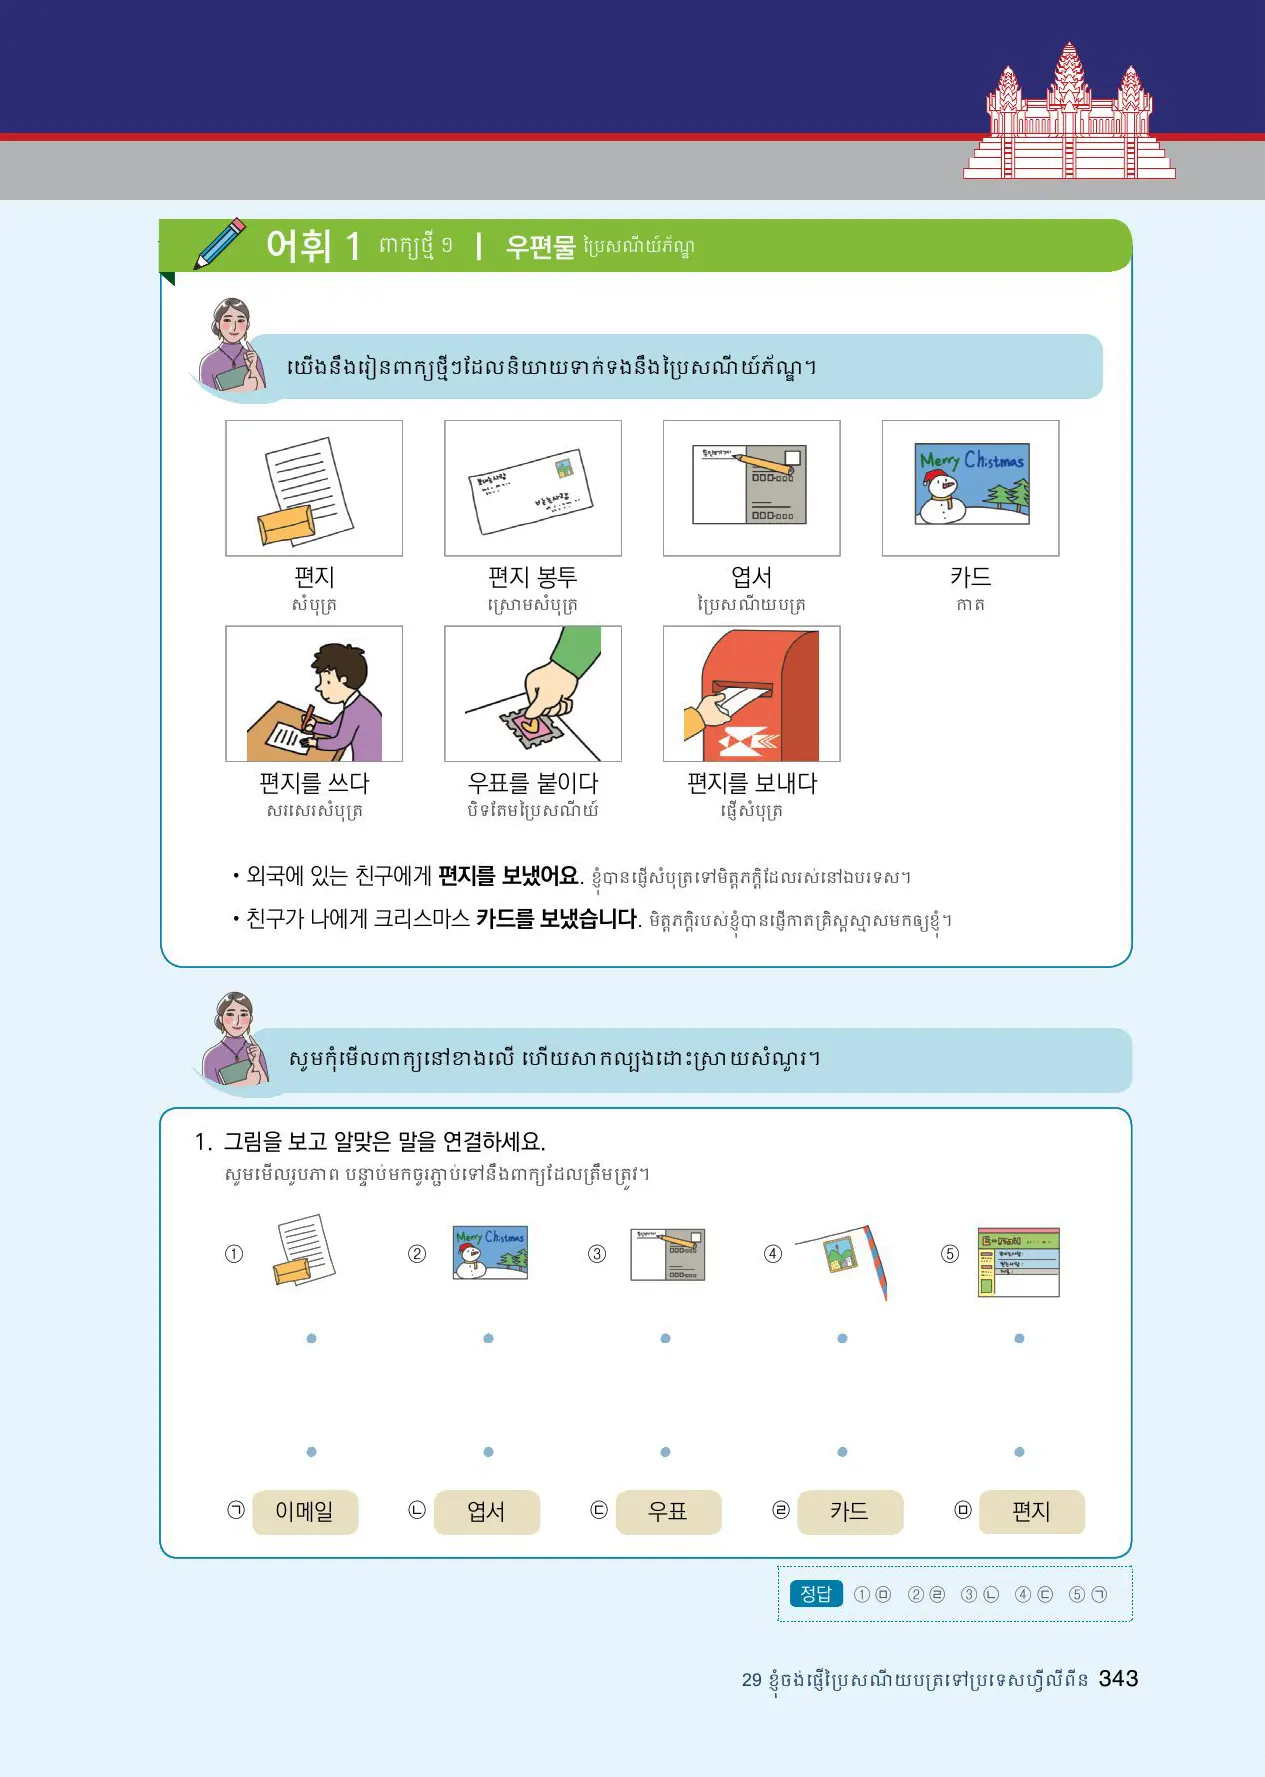 어휘 1 ពាក្យថ្មី ១ | 우편물 ប្រៃសណីយ៍ភ័ណ្ឌ
យើងនឹងរៀនពាក្យថ្មីៗដែលនិយាយទាក់ទងនឹងប្រៃសណីយ៍ភ័ណ្ឌ។
Merry Chistmas
편지 편지 봉투 엽서 카드
សំបុត្រ ស្រោមសំបុត្រ ប្រៃសណីយបត្រ កាត
편지를 쓰다 우표를 붙이다 편지를 보내다
សរសេរសំបុត្រ បិទតែមប្រៃសណីយ៍ ផ្ញើសំបុត្រ
• 외국에 있는 친구에게 편지를 보냈어요. ខ្ញុំបានផ្ញើសំបុត្រទៅមិត្តភក្តិដែលរស់នៅឯបរទស។
• 친구가 나에게 크리스마스 카드를 보냈습니다. មិត្តភក្តិរបស់ខ្ញុំបានផ្ញើកាតគ្រិស្តស្មាសមកឲ្យខ្ញុំ។
សូមកុំមើលពាក្យនៅខាងលើ ហើយសាកល្បងដោះស្រាយសំណួរ។
1. 그림을 보고 알맞은 말을 연결하세요.
សូមមើលរូបភាព បន្ទាប់មកចូរភ្ជាប់ទៅនឹងពាក្យដែលត្រឹមត្រូវ។
① ② ③ ④ ⑤
Merry Chistmas
㉠ 이메일 ㉡ 엽서 ㉢ 우표 ㉣ 카드 ㉤ 편지
정답 ①㉤ ②㉣ ③㉡ ④㉢ ⑤㉠
29 ខ្ញុំចង់ផ្ញើប្រៃសណីយបត្រទៅប្រទេសហ្វីលីពីន 343